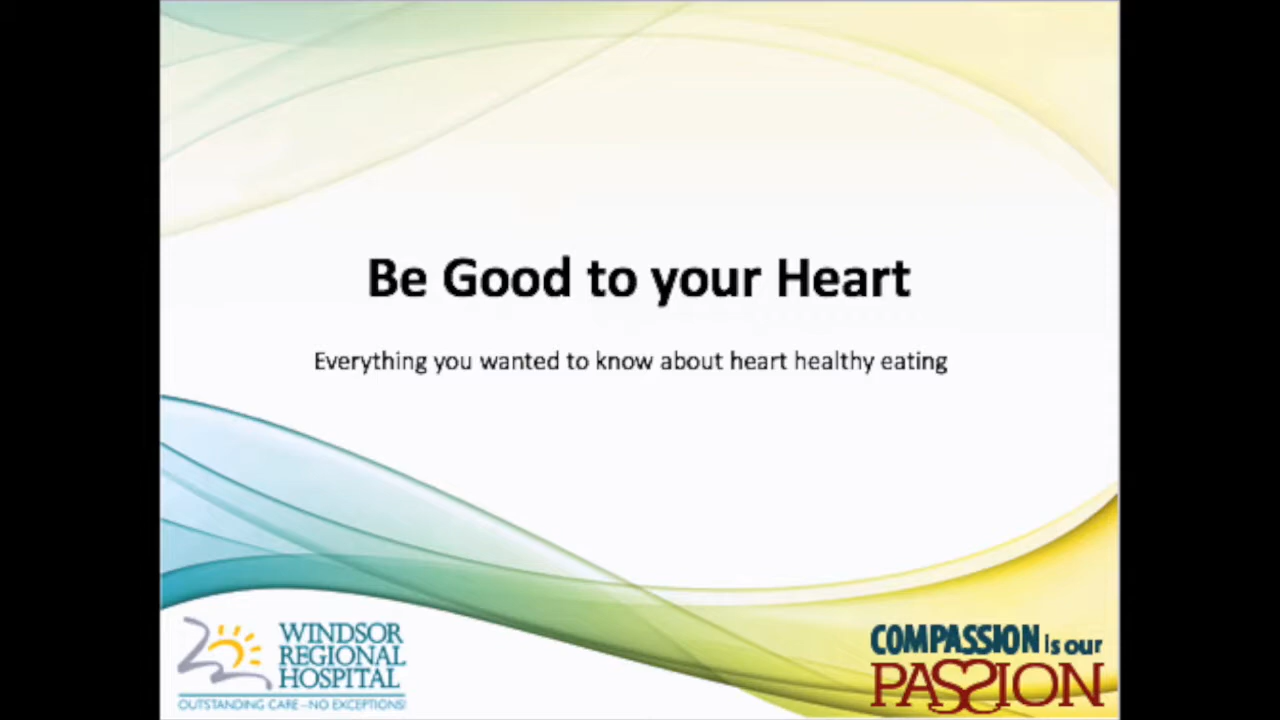 Be Good to your Heart
Everything you wanted to know about heart healthy eating
WINDSOR
REGIONAL
HOSPITAL
OUTSTANDING CARE – NO EXCEPTIONS!
COMPASSION is our
PASSION